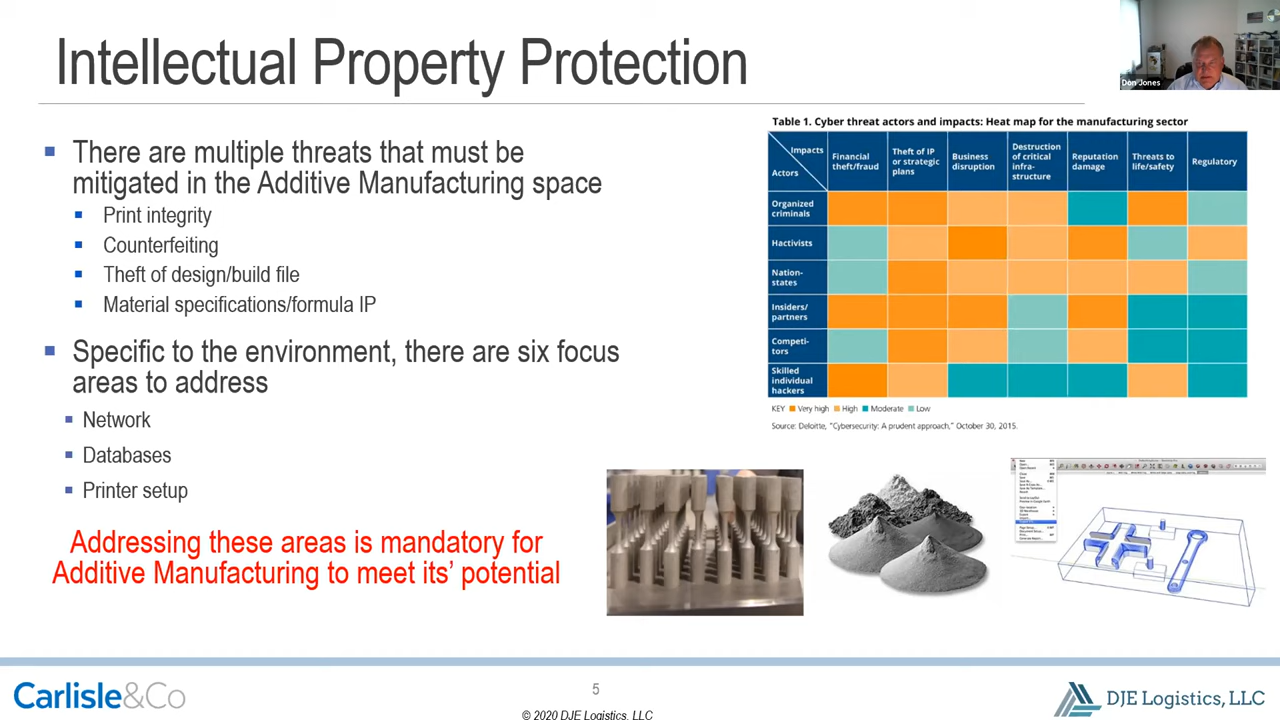 Intellectual Property Protection
Don Jones
There are multiple threats that must be
mitigated in the Additive Manufacturing space
Print integrity
Counterfeiting
Theft of design/build file
Material specifications/formula IP
Specific to the environment, there are six focus
areas to address
Network
Databases
Printer setup
Addressing these areas is mandatory for
Additive Manufacturing to meet its' potential
Table 1. Cyber threat actors and impacts: Heat map for the manufacturing sector
Impacts
Actors
Financial
theft/fraud
Theft of IP
or strategic
plans
Business
disruption
Destruction
of critical
infra-
structure
Reputation
damage
Threats to
life/safety
Regulatory
Organized
criminals
Hactivists
Nation-
states
Insiders/
partners
Competi-
tors
Skilled
individual
hackers
KEY Very high High Moderate Low
Source: Deloitte, "Cybersecurity: A prudent approach," October 30, 2015.
Carlisle&Co
5
© 2020 DJE Logistics, LLC
DJE Logistics, LLC